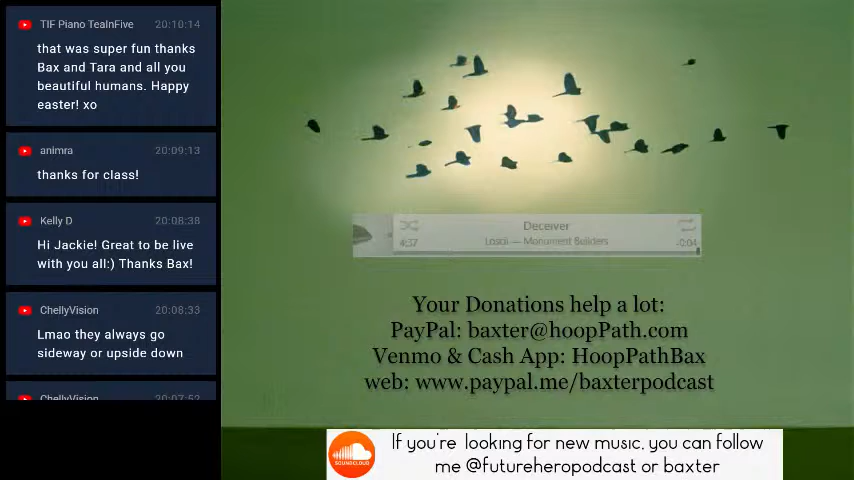 TIF Piano TeaInFive 20:10:14
that was super fun thanks
Bax and Tara and all you
beautiful humans. Happy
easter! xo
animra 20:09:13
thanks for class!
Kelly D 20:08:38
Hi Jackie! Great to be live
with you all:) Thanks Bax!
ChellyVision 20:08:33
Lmao they always go
sideway or upside down
ChellyVision 20:07:52
Deceiver
4:37 Loscil — Monument Builders -0:04
Your Donations help a lot:
PayPal: baxter@hoopPath.com
Venmo & Cash App: HoopPathBax
web: www.paypal.me/baxterpodcast
SOUNDCLOUD
If you're looking for new music, you can follow
me @futureheropodcast or baxter